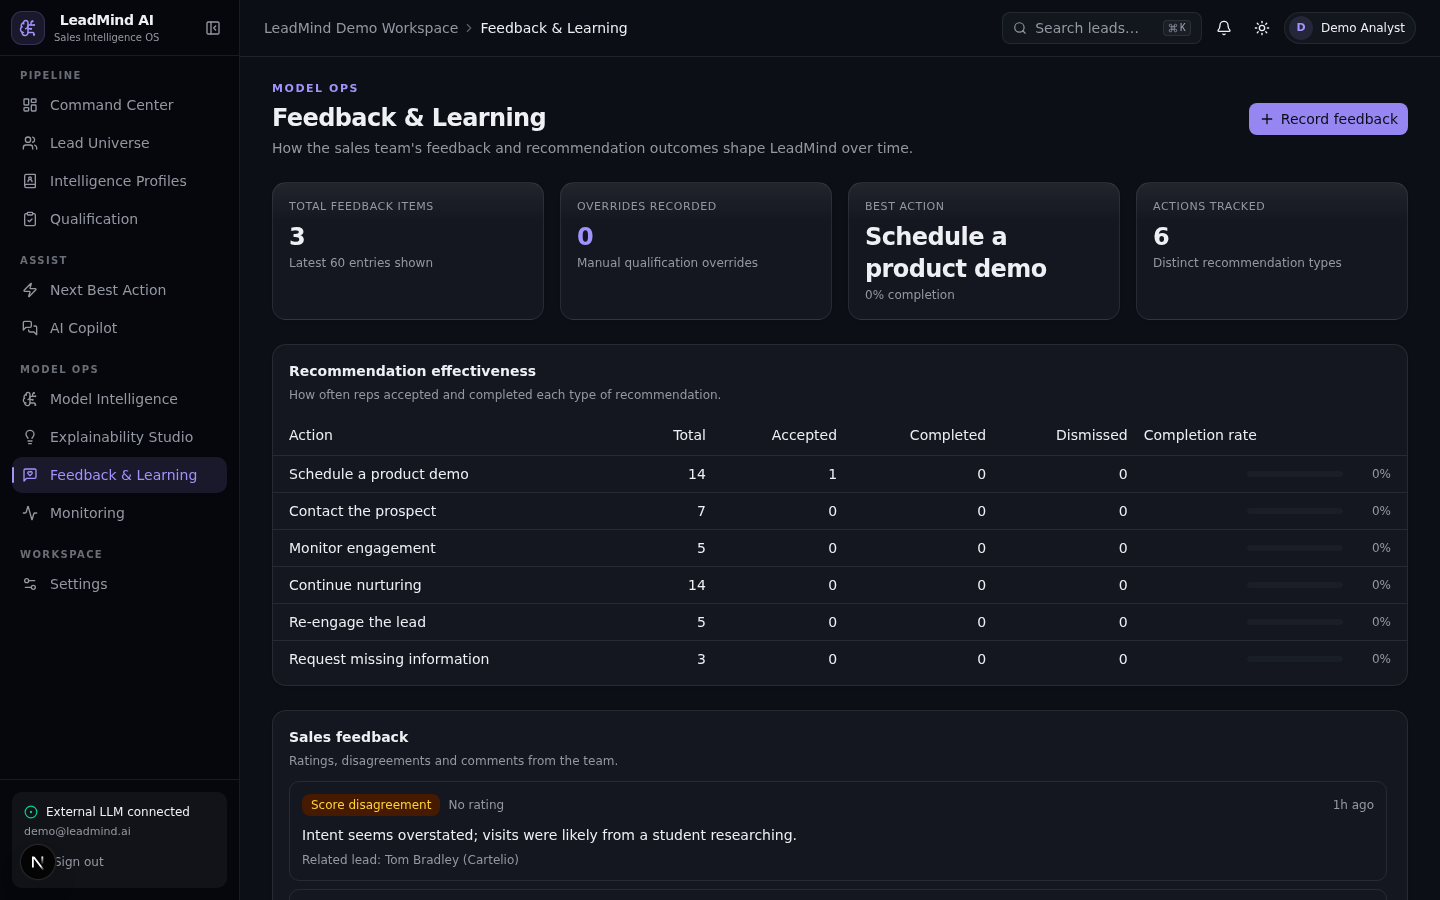 LeadMind AI
Sales Intelligence OS
PIPELINE
Command Center
Lead Universe
Intelligence Profiles
Qualification
ASSIST
Next Best Action
AI Copilot
MODEL OPS
Model Intelligence
Explainability Studio
Feedback & Learning
Monitoring
WORKSPACE
Settings
External LLM connected
demo@leadmind.ai
N Sign out
LeadMind Demo Workspace > Feedback & Learning
Search leads... ⌘K
D Demo Analyst
MODEL OPS
Feedback & Learning
How the sales team's feedback and recommendation outcomes shape LeadMind over time.
+ Record feedback
TOTAL FEEDBACK ITEMS
3
Latest 60 entries shown
OVERRIDES RECORDED
0
Manual qualification overrides
BEST ACTION
Schedule a
product demo
0% completion
ACTIONS TRACKED
6
Distinct recommendation types
Recommendation effectiveness
How often reps accepted and completed each type of recommendation.
Action Total Accepted Completed Dismissed Completion rate
Schedule a product demo 14 1 0 0 0%
Contact the prospect 7 0 0 0 0%
Monitor engagement 5 0 0 0 0%
Continue nurturing 14 0 0 0 0%
Re-engage the lead 5 0 0 0 0%
Request missing information 3 0 0 0 0%
Sales feedback
Ratings, disagreements and comments from the team.
Score disagreement No rating 1h ago
Intent seems overstated; visits were likely from a student researching.
Related lead: Tom Bradley (Cartelio)